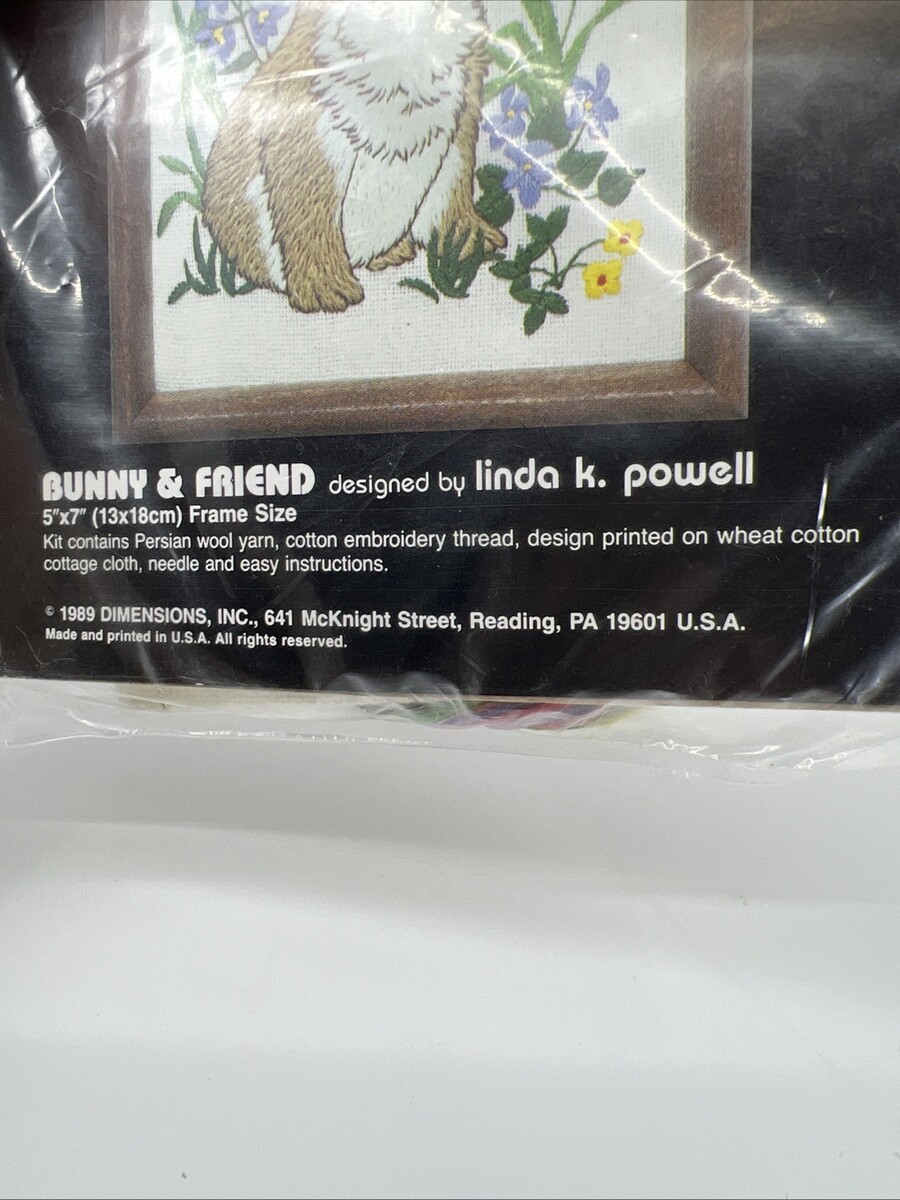 BUNNY & FRIEND designed by linda k. powell
5"x7" (13x18cm) Frame Size
Kit contains Persian wool yarn, cotton embroidery thread, design printed on wheat cotton
cottage cloth, needle and easy instructions.
© 1989 DIMENSIONS, INC., 641 McKnight Street, Reading, PA 19601 U.S.A.
Made and printed in U.S.A. All rights reserved.